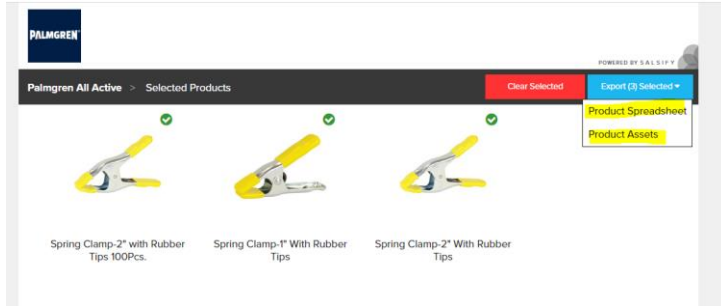 PALMGREN
POWERED BY SALSIFY
Palmgren All Active > Selected Products
Clear Selected
Export (3) Selected
Product Spreadsheet
Product Assets
Spring Clamp-2" with Rubber
Tips 100Pcs.
Spring Clamp-1" With Rubber
Tips
Spring Clamp-2" With Rubber
Tips